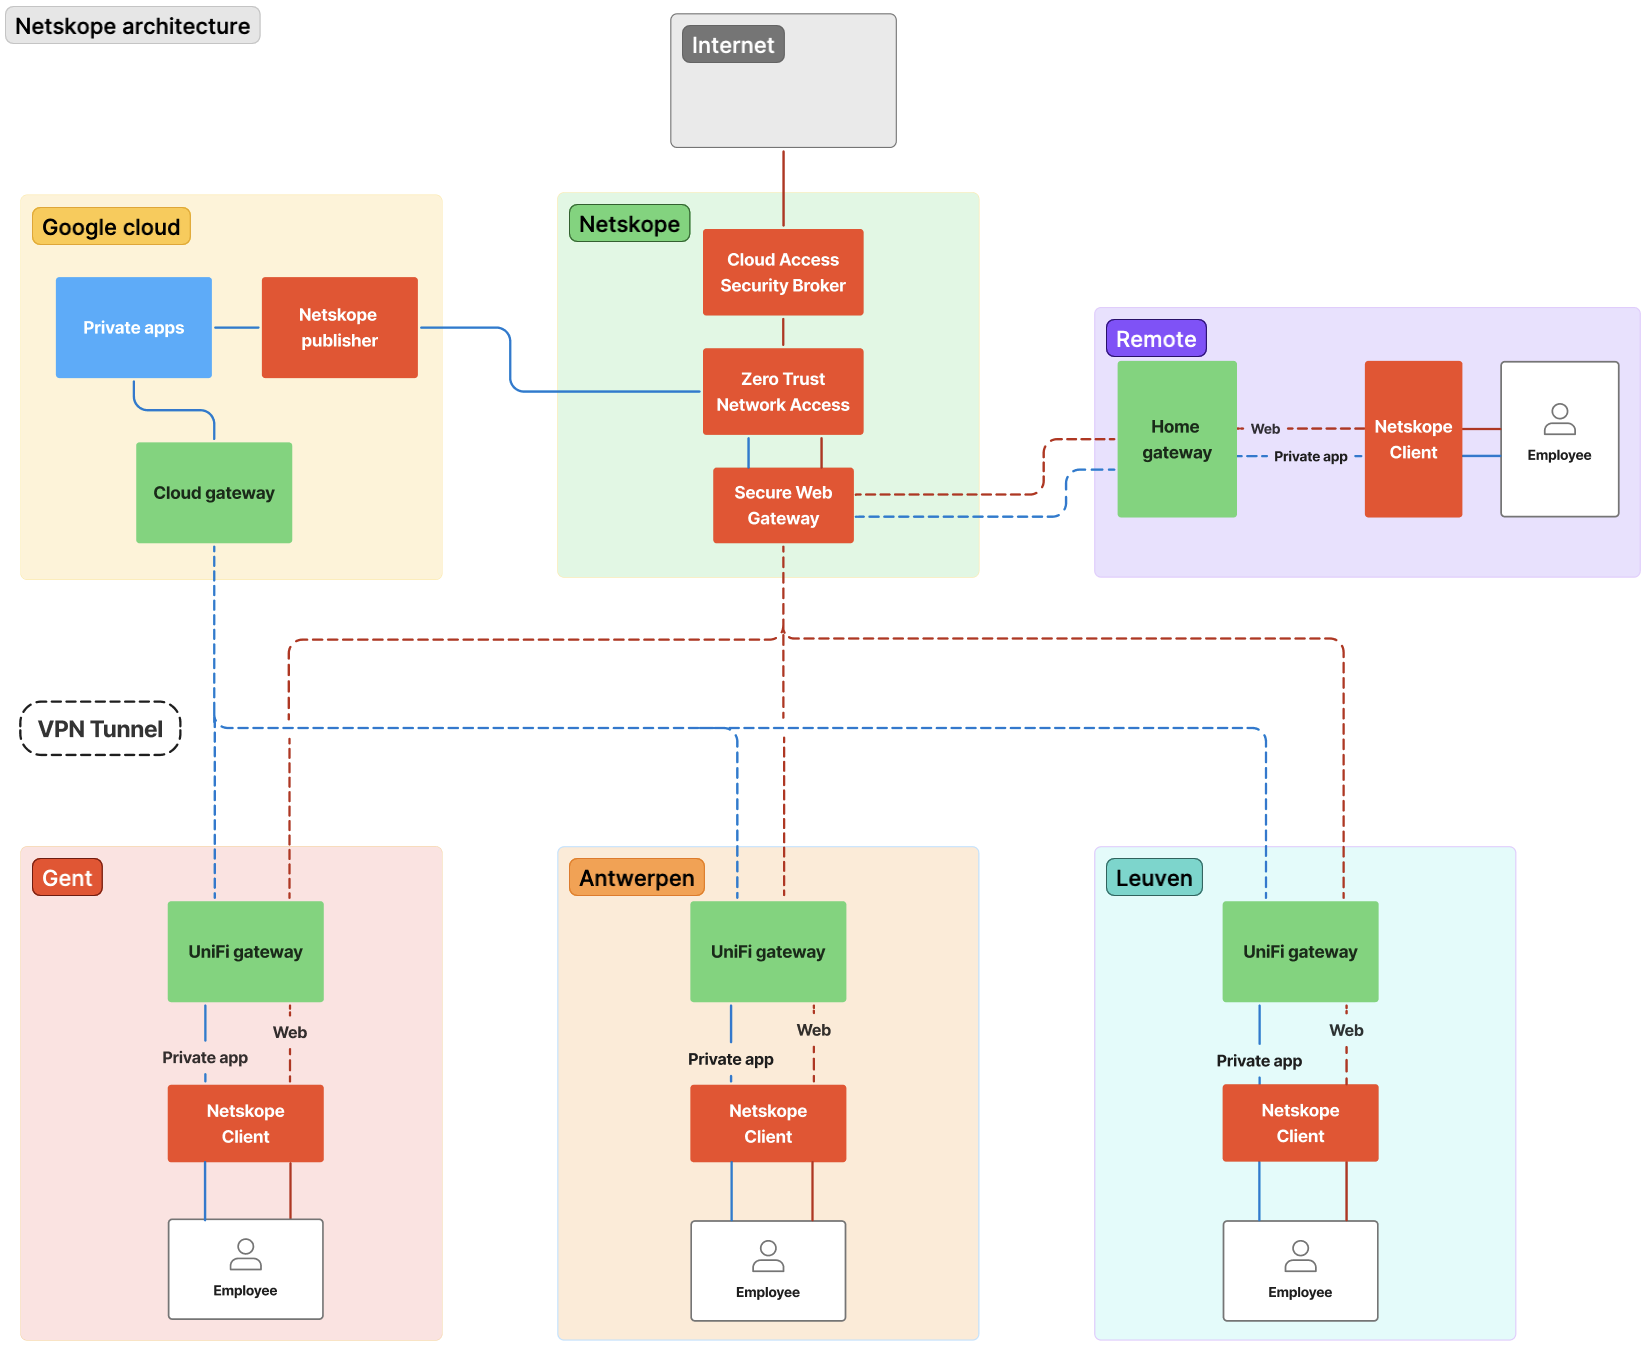 Netskope architecture
Internet
Google cloud
Private apps
Netskope
publisher
Cloud gateway
Netskope
Cloud Access
Security Broker
Zero Trust
Network Access
Secure Web
Gateway
Remote
Home
gateway
Web
Private app
Netskope
Client
Employee
VPN Tunnel
Gent
UniFi gateway
Web
Private app
Netskope
Client
Employee
Antwerpen
UniFi gateway
Web
Private app
Netskope
Client
Employee
Leuven
UniFi gateway
Web
Private app
Netskope
Client
Employee